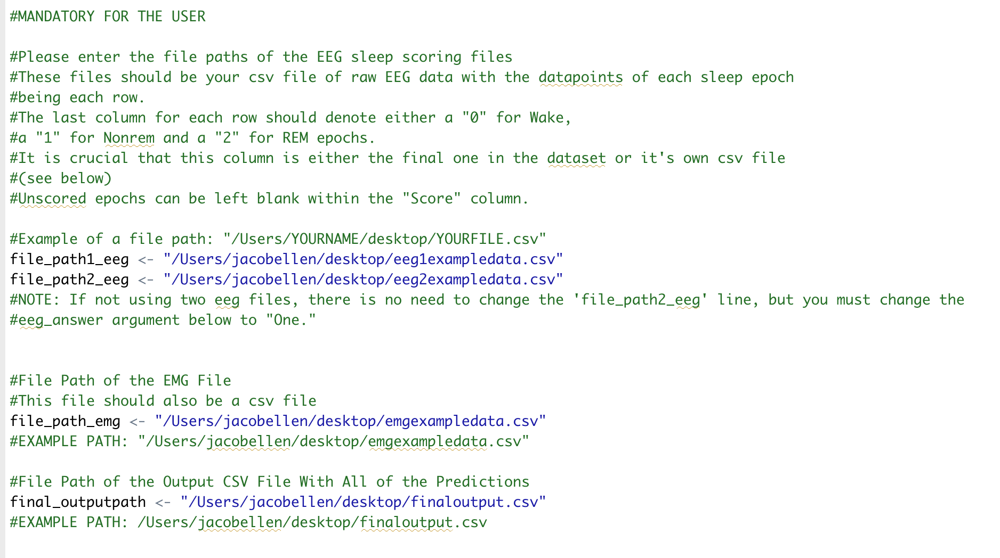 #MANDATORY FOR THE USER
#Please enter the file paths of the EEG sleep scoring files
#These files should be your csv file of raw EEG data with the datapoints of each sleep epoch
#being each row.
#The last column for each row should denote either a "0" for Wake,
#a "1" for Nonrem and a "2" for REM epochs.
#It is crucial that this column is either the final one in the dataset or it's own csv file
#(see below)
#Unscored epochs can be left blank within the "Score" column.
#Example of a file path: "/Users/YOURNAME/desktop/YOURFILE.csv"
file_path1_eeg <- "/Users/jacobellen/desktop/eeg1exampledata.csv"
file_path2_eeg <- "/Users/jacobellen/desktop/eeg2exampledata.csv"
#NOTE: If not using two eeg files, there is no need to change the 'file_path2_eeg' line, but you must change the
#eeg_answer argument below to "One."
#File Path of the EMG File
#This file should also be a csv file
file_path_emg <- "/Users/jacobellen/desktop/emgexampledata.csv"
#EXAMPLE PATH: "/Users/jacobellen/desktop/emgexampledata.csv"
#File Path of the Output CSV File With All of the Predictions
final_outputpath <- "/Users/jacobellen/desktop/finaloutput.csv"
#EXAMPLE PATH: /Users/jacobellen/desktop/finaloutput.csv